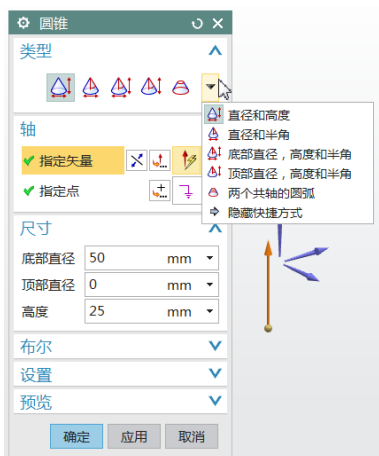 圆锥
类型
直径和高度
直径和半角
底部直径，高度和半角
顶部直径，高度和半角
两个共轴的圆弧
隐藏快捷方式
轴
指定矢量
指定点
尺寸
底部直径 50 mm
顶部直径 0 mm
高度 25 mm
布尔
设置
预览
确定 应用 取消